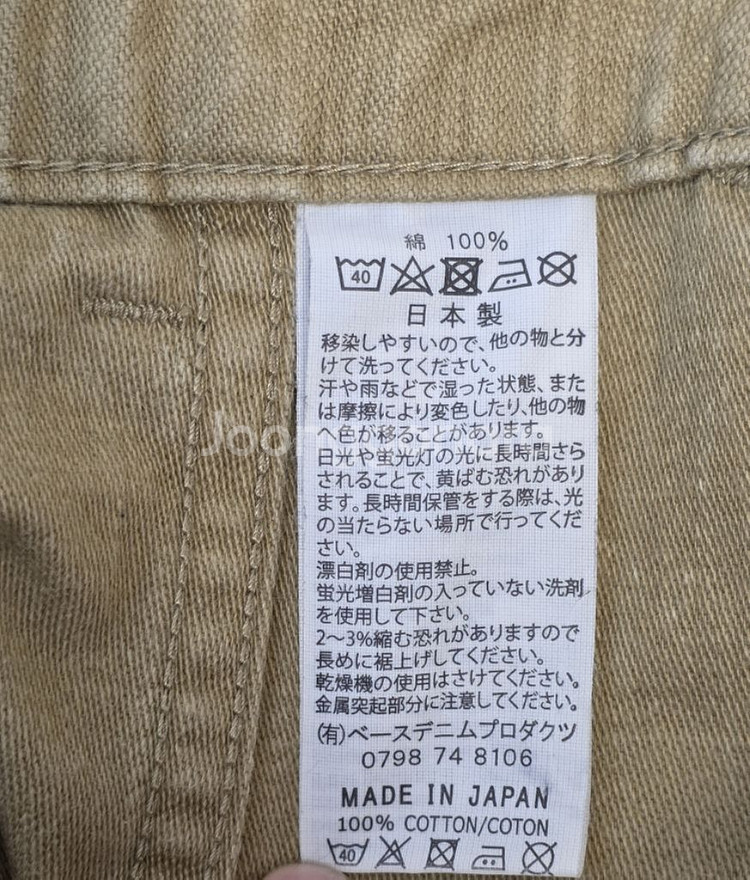 綿 100%
40
日本製
移染しやすいので、他の物と分
けて洗ってください。
汗や雨などで湿った状態、また
は摩擦により変色したり、他の物
へ色が移ることがあります。
日光や蛍光灯の光に長時間さら
されることで、黄ばむ恐れがあり
ます。長時間保管をする際は、光
の当たらない場所で行ってくだ
さい。
漂白剤の使用禁止。
蛍光増白剤の入っていない洗剤
を使用して下さい。
2〜3%縮む恐れがありますので
長めに裾上げしてください。
乾燥機の使用はさけてください。
金属突起部分に注意してください。
(有)ベースデニムプロダクツ
0798 74 8106
MADE IN JAPAN
100% COTTON/COTON
40